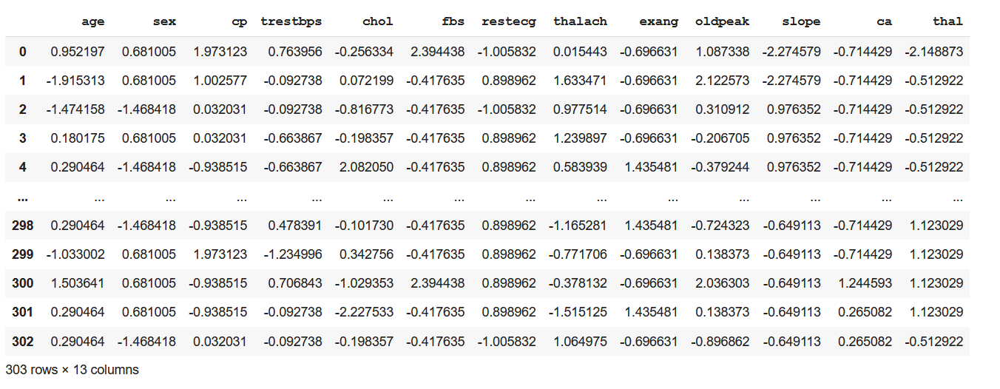 age sex cp trestbps chol fbs restecg thalach exang oldpeak slope ca thal
0 0.952197 0.681005 1.973123 0.763956 -0.256334 2.394438 -1.005832 0.015443 -0.696631 1.087338 -2.274579 -0.714429 -2.148873
1 -1.915313 0.681005 1.002577 -0.092738 0.072199 -0.417635 0.898962 1.633471 -0.696631 2.122573 -2.274579 -0.714429 -0.512922
2 -1.474158 -1.468418 0.032031 -0.092738 -0.816773 -0.417635 -1.005832 0.977514 -0.696631 0.310912 0.976352 -0.714429 -0.512922
3 0.180175 0.681005 0.032031 -0.663867 -0.198357 -0.417635 0.898962 1.239897 -0.696631 -0.206705 0.976352 -0.714429 -0.512922
4 0.290464 -1.468418 -0.938515 -0.663867 2.082050 -0.417635 0.898962 0.583939 1.435481 -0.379244 0.976352 -0.714429 -0.512922
... ... ... ... ... ... ... ... ... ... ... ... ... ...
298 0.290464 -1.468418 -0.938515 0.478391 -0.101730 -0.417635 0.898962 -1.165281 1.435481 -0.724323 -0.649113 -0.714429 1.123029
299 -1.033002 0.681005 1.973123 -1.234996 0.342756 -0.417635 0.898962 -0.771706 -0.696631 0.138373 -0.649113 -0.714429 1.123029
300 1.503641 0.681005 -0.938515 0.706843 -1.029353 2.394438 0.898962 -0.378132 -0.696631 2.036303 -0.649113 1.244593 1.123029
301 0.290464 0.681005 -0.938515 -0.092738 -2.227533 -0.417635 0.898962 -1.515125 1.435481 0.138373 -0.649113 0.265082 1.123029
302 0.290464 -1.468418 0.032031 -0.092738 -0.198357 -0.417635 -1.005832 1.064975 -0.696631 -0.896862 -0.649113 0.265082 -0.512922
303 rows × 13 columns